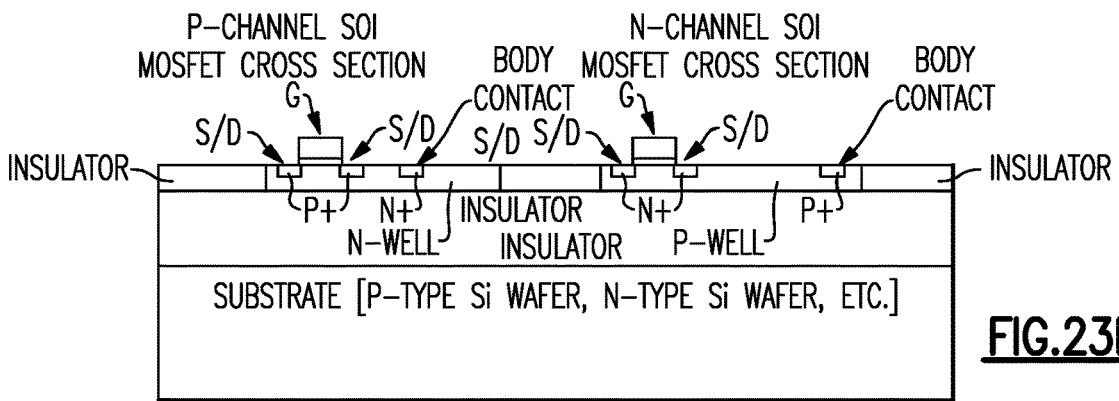 P-CHANNEL SOI
MOSFET CROSS SECTION
N-CHANNEL SOI
MOSFET CROSS SECTION
BODY
CONTACT
BODY
CONTACT
G
G
S/D
S/D
S/D
S/D
S/D
INSULATOR
INSULATOR
P+
N+
INSULATOR
N+
P+
N-WELL
INSULATOR
P-WELL
SUBSTRATE [P-TYPE Si WAFER, N-TYPE Si WAFER, ETC.]